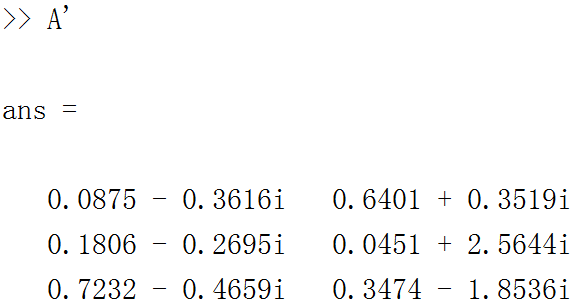 >> A'
ans =
0.0875 - 0.3616i   0.6401 + 0.3519i
0.1806 - 0.2695i   0.0451 + 2.5644i
0.7232 - 0.4659i   0.3474 - 1.8536i